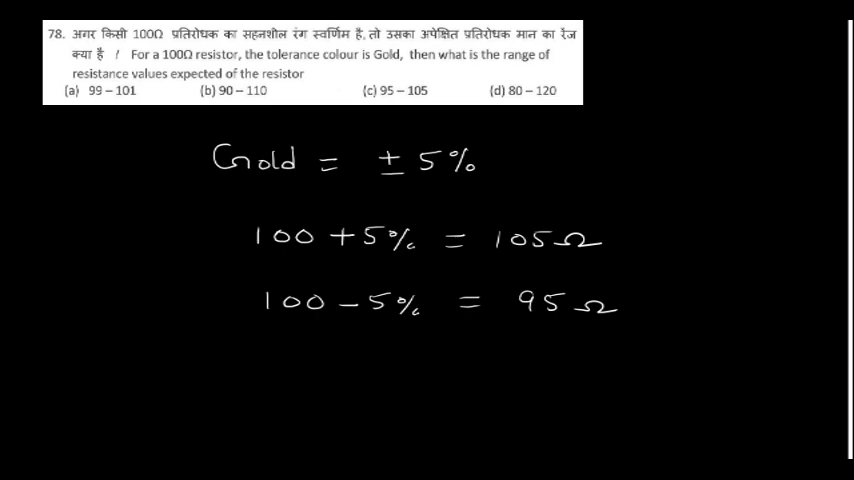 78. अगर किसी 100Ω प्रतिरोधक का सहनशील रंग स्वर्णिम है, तो उसका अपेक्षित प्रतिरोधक मान का रेंज
क्या है / For a 100Ω resistor, the tolerance colour is Gold, then what is the range of
resistance values expected of the resistor
(a) 99 – 101 (b) 90 – 110 (c) 95 – 105 (d) 80 – 120
Gold = ± 5%
100 + 5% = 105 Ω
100 – 5% = 95 Ω